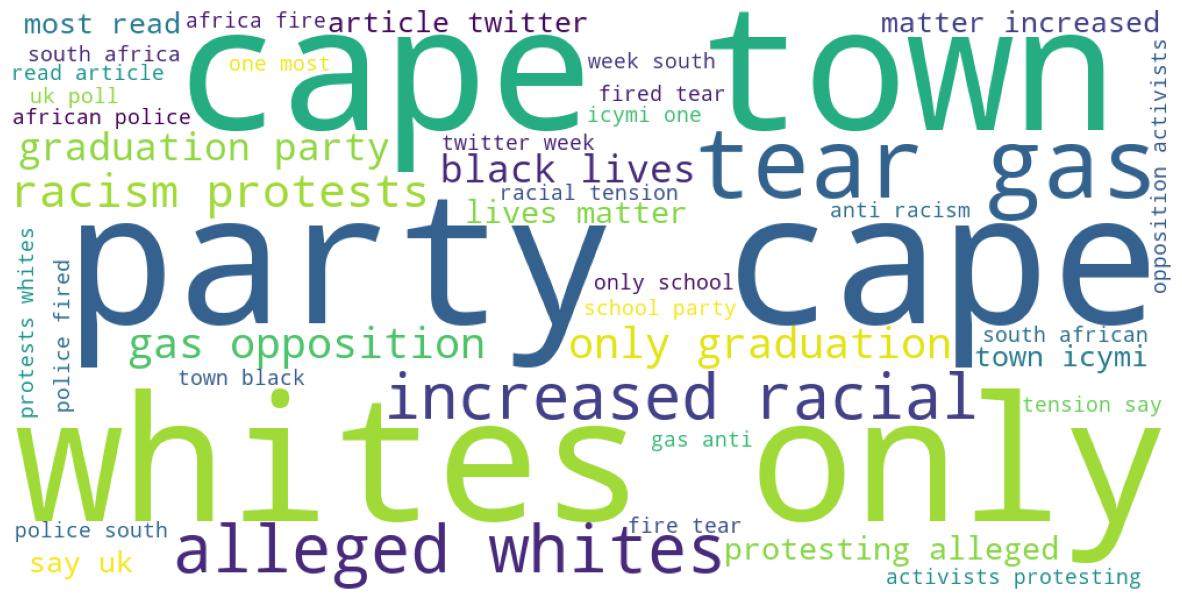 most read
africa fire
article twitter
matter increased
south africa
one most
cape town
week south
read article
uk poll
fired tear
african police
icymi one
opposition activists
graduation party
twitter week
black lives
tear gas
racism protests
racial tension
lives matter
anti racism
party cape
protests whites
police fired
only school
school party
gas opposition
only graduation
south african
town icymi
town black
increased racial
tension say
whites only
gas anti
police south
alleged whites
fire tear
say uk
protesting alleged
activists protesting